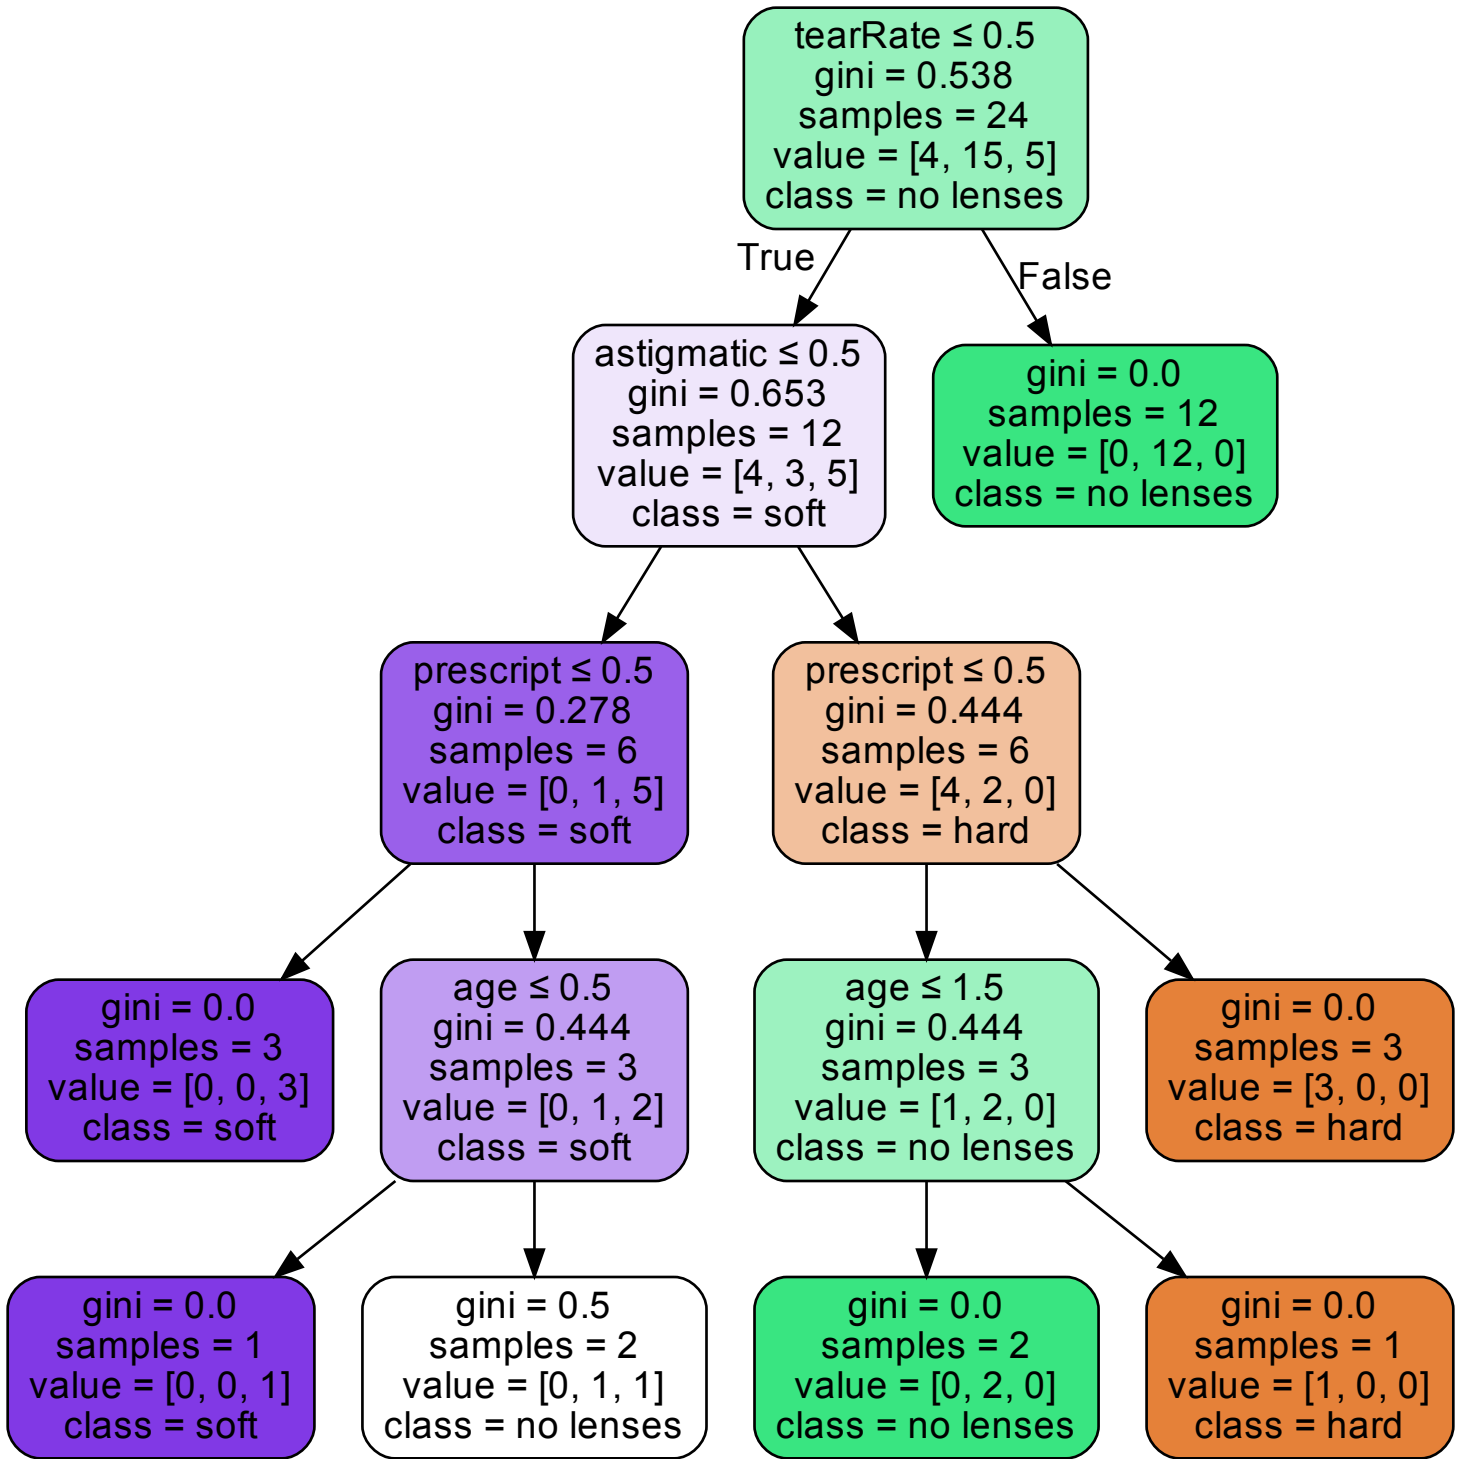 tearRate ≤ 0.5
gini = 0.538
samples = 24
value = [4, 15, 5]
class = no lenses
True
False
astigmatic ≤ 0.5
gini = 0.653
samples = 12
value = [4, 3, 5]
class = soft
gini = 0.0
samples = 12
value = [0, 12, 0]
class = no lenses
prescript ≤ 0.5
gini = 0.278
samples = 6
value = [0, 1, 5]
class = soft
prescript ≤ 0.5
gini = 0.444
samples = 6
value = [4, 2, 0]
class = hard
gini = 0.0
samples = 3
value = [0, 0, 3]
class = soft
age ≤ 0.5
gini = 0.444
samples = 3
value = [0, 1, 2]
class = soft
age ≤ 1.5
gini = 0.444
samples = 3
value = [1, 2, 0]
class = no lenses
gini = 0.0
samples = 3
value = [3, 0, 0]
class = hard
gini = 0.0
samples = 1
value = [0, 0, 1]
class = soft
gini = 0.5
samples = 2
value = [0, 1, 1]
class = no lenses
gini = 0.0
samples = 2
value = [0, 2, 0]
class = no lenses
gini = 0.0
samples = 1
value = [1, 0, 0]
class = hard